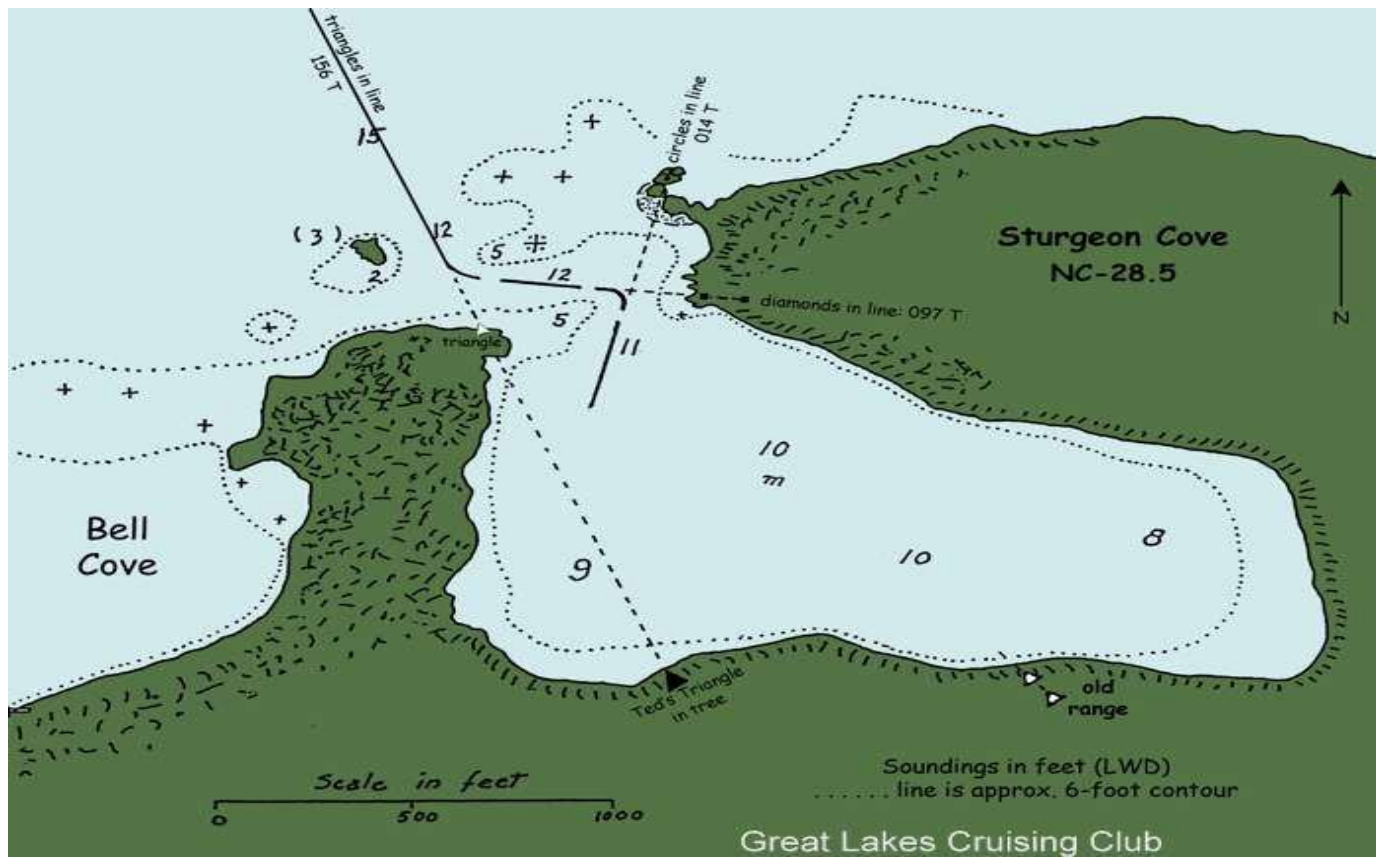 triangles in line
156 T
15
circles in line
014 T
12
(3)
2
5
12
Sturgeon Cove
NC-28.5
N
diamonds in line: 097 T
5
triangle
11
10
m
Bell
Cove
9
10
8
Ted's Triangle
in tree
old
range
Scale in feet
0 500 1000
Soundings in feet (LWD)
...... line is approx. 6-foot contour
Great Lakes Cruising Club